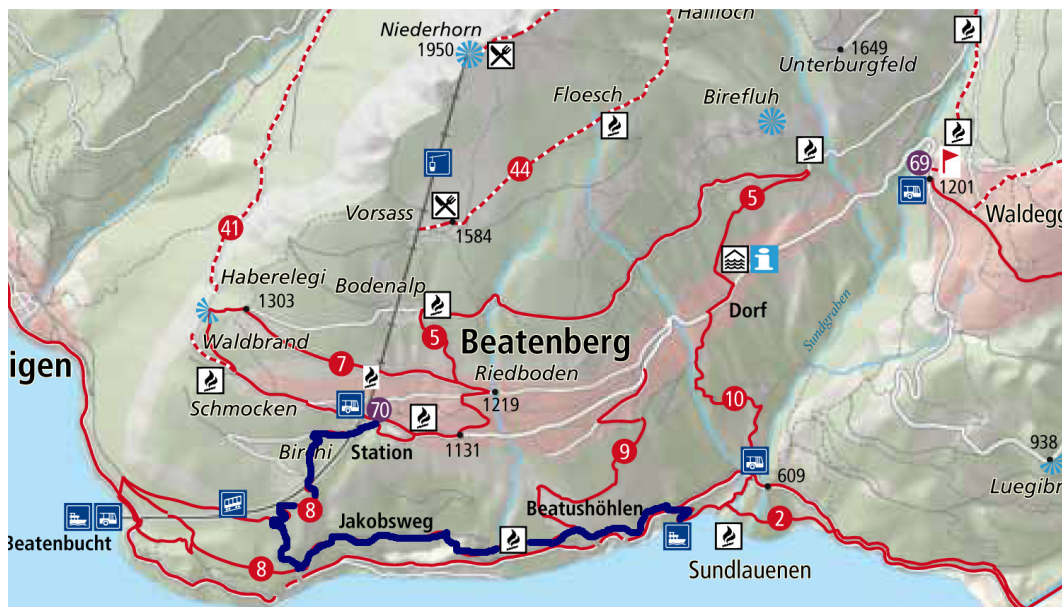 Hailloch
Niederhorn
1950
1649
Unterburgfeld
Floesch
Birefluh
44
69
1201
5
Vorsass
1584
Waldegg
41
Haberelegi
1303
Bodenalp
Dorf
Sundgraben
Waldbrand
5
Beatenberg
igen
7
Riedboden
Schmocken
70
1219
10
Birchi
Station
1131
9
938
609
Luegibr
8
Jakobsweg
Beatushöhlen
2
Beatenbucht
8
Sundlauenen